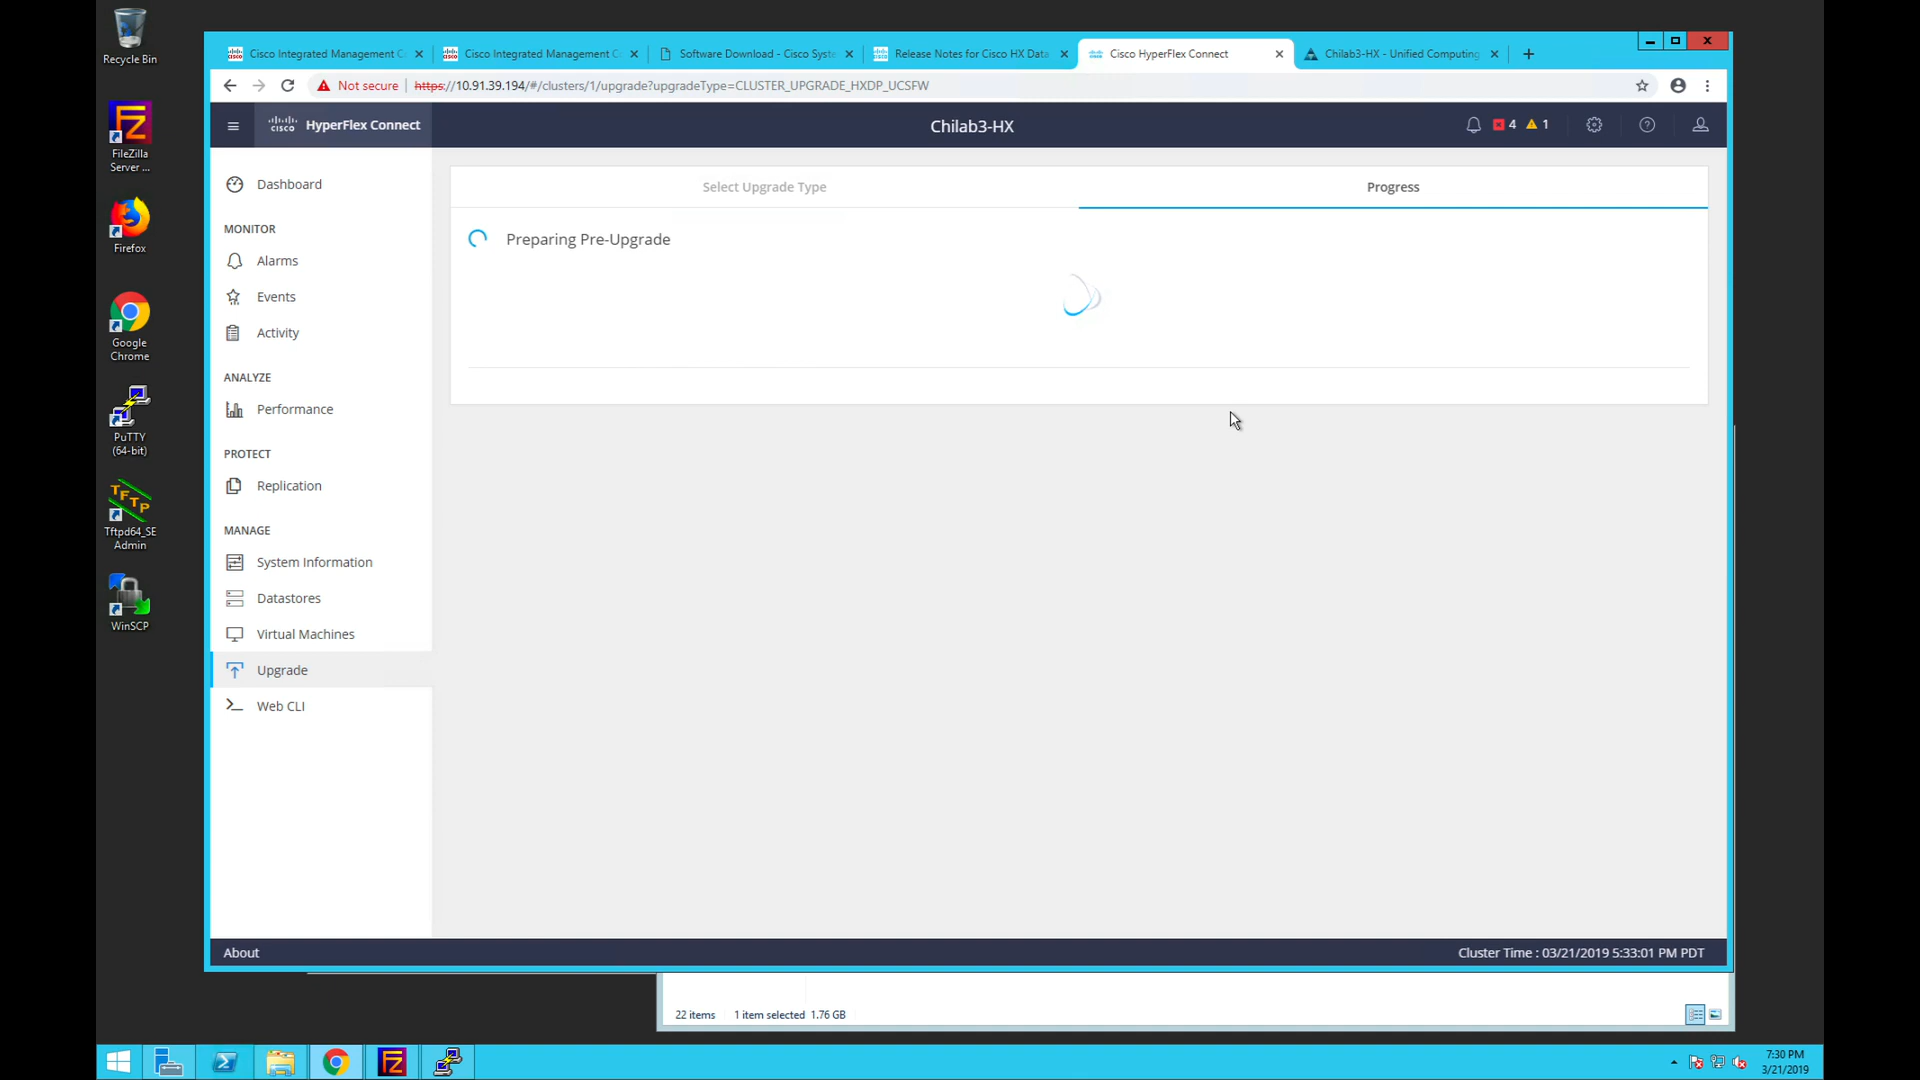 Recycle Bin
FileZilla
Server ...
Firefox
Google
Chrome
PuTTY
(64-bit)
TFTP
Tftpd64_SE
Admin
WinSCP
Cisco Integrated Management C
Cisco Integrated Management C
Software Download - Cisco Syste
Release Notes for Cisco HX Data
Cisco HyperFlex Connect
Chilab3-HX - Unified Computing
Not secure
https://10.91.39.194/#/clusters/1/upgrade?upgradeType=CLUSTER_UPGRADE_HXDP_UCSFW
CISCO
HyperFlex Connect
Chilab3-HX
4
1
Dashboard
MONITOR
Alarms
Events
Activity
ANALYZE
Performance
PROTECT
Replication
MANAGE
System Information
Datastores
Virtual Machines
Upgrade
Web CLI
Select Upgrade Type
Progress
Preparing Pre-Upgrade
About
Cluster Time : 03/21/2019 5:33:01 PM PDT
22 items 1 item selected 1.76 GB
7:30 PM
3/21/2019